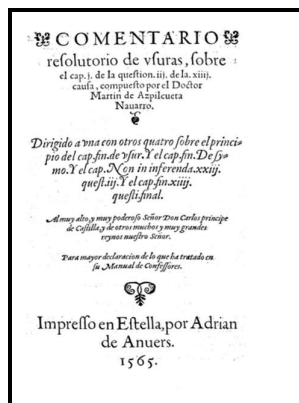 COMENTARIO
reſolutorio de vſuras, ſobre
el cap. j. de la queſtion. iij. de la. xiiij.
cauſa, compueſto por el Doctor
Martin de Azpilcueta
Nauarro.
Dirigido a vna con otros quatro ſobre el princi-
pio del cap. fin. de vſur. Y el cap. fin. De ſy-
mo. Y el cap. Non in inferenda. xxiij.
queſt. iij. Y el cap. fin. xiiij.
queſti. final.
Al muy alto, y muy poderoſo Señor Don Carlos principe
de Caſtilla, y de otros muchos y muy grandes
reynos nueſtro Señor.
Para mayor declaracion de lo que ha tratado en
ſu Manual de Confeſſores.
Impreſſo en Eſtella, por Adrian
de Anuers.
1565.